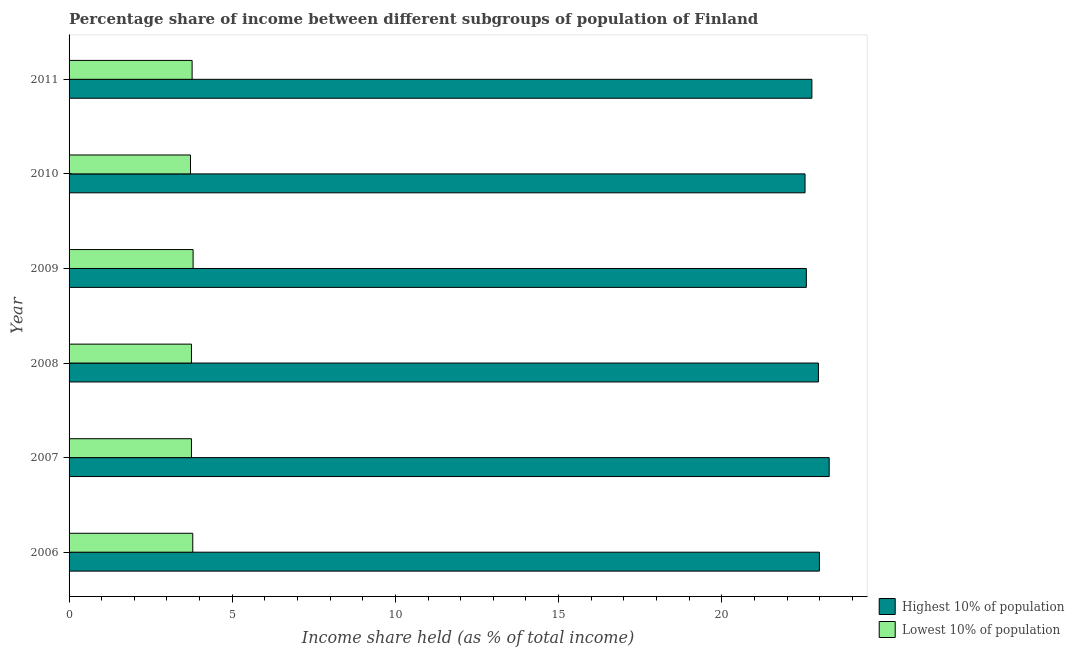 Percentage share of income between different subgroups of population of Finland
2011
2010
2009
2008
2007
2006
Year
0
5
10
15
20
Income share held (as % of total income)
Highest 10% of population
Lowest 10% of population